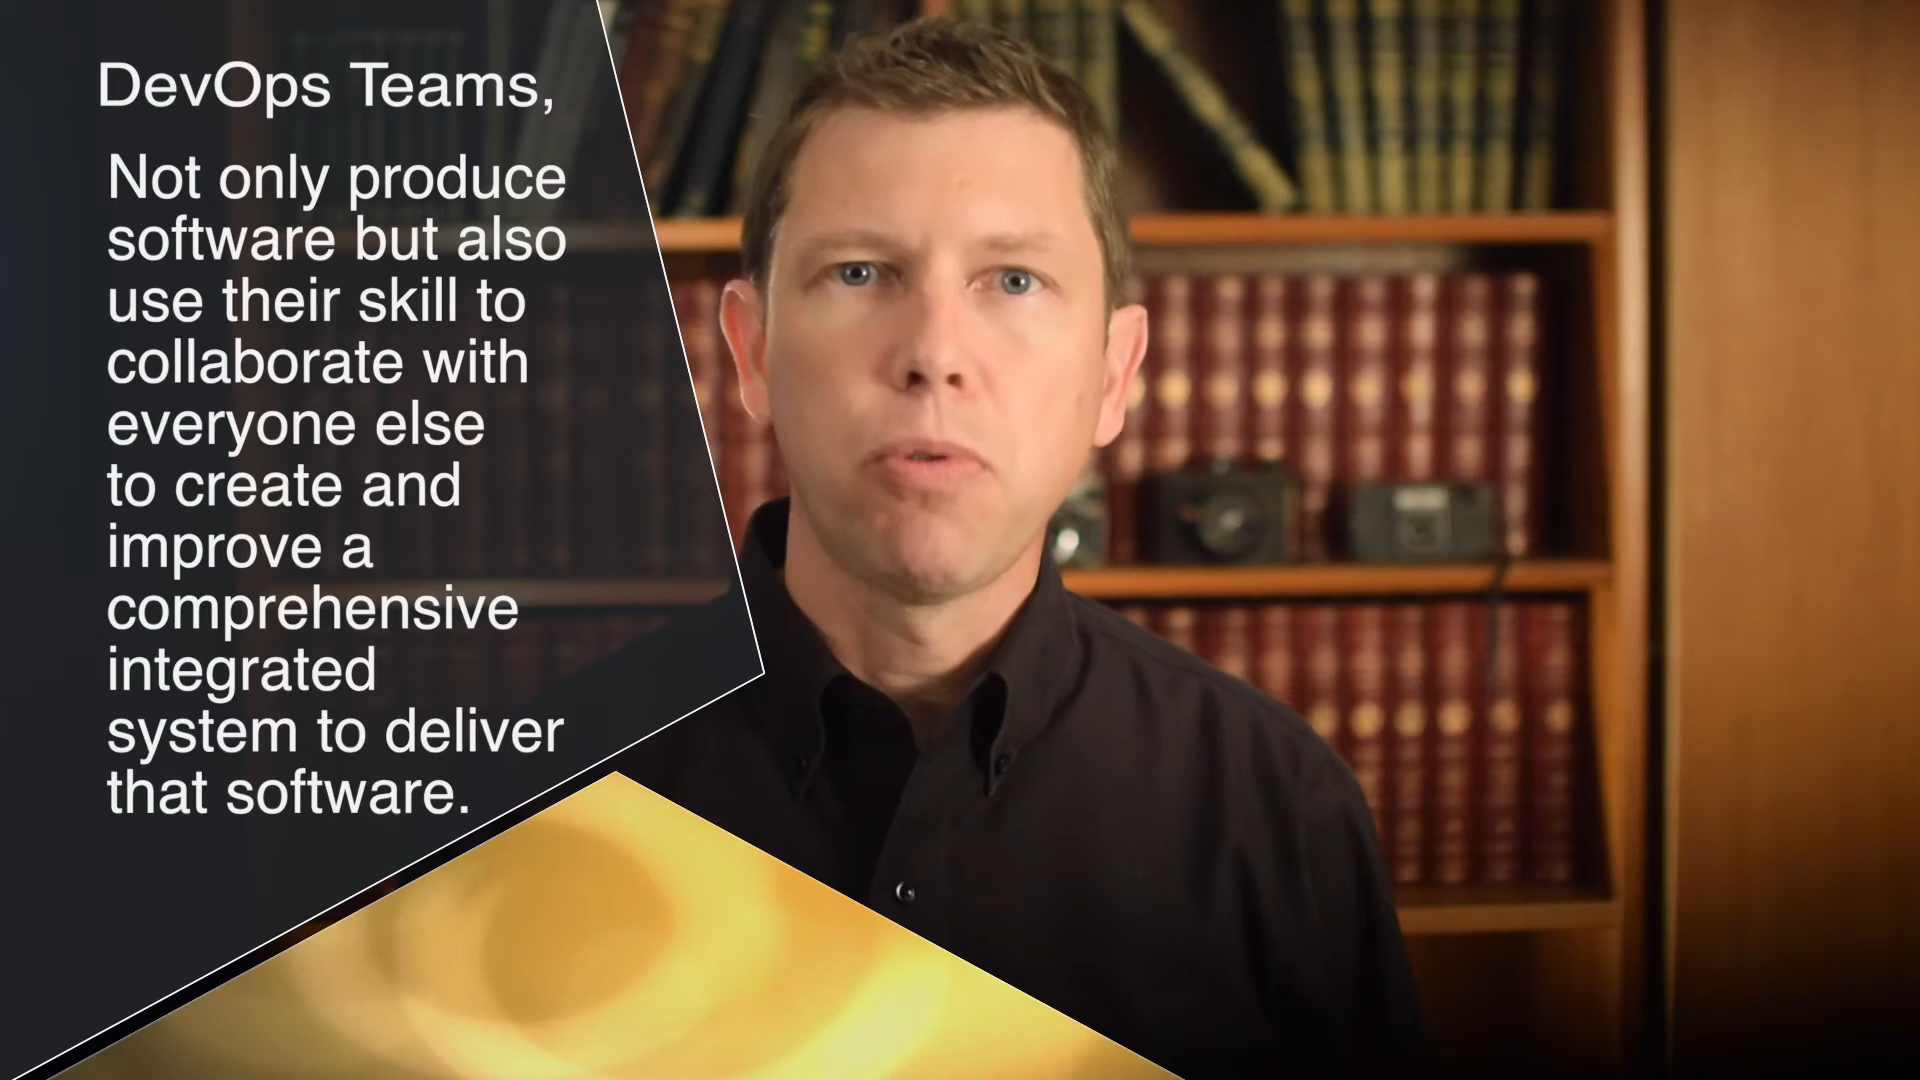 DevOps Teams,
Not only produce
software but also
use their skill to
collaborate with
everyone else
to create and
improve a
comprehensive
integrated
system to deliver
that software.